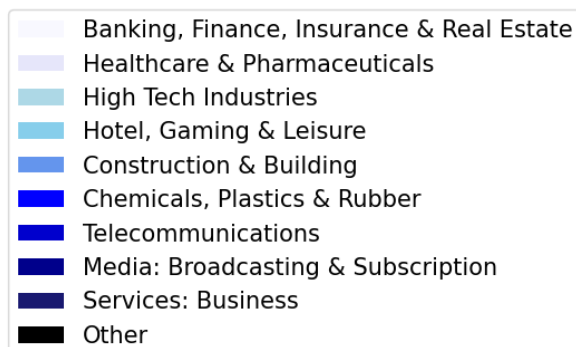 Banking, Finance, Insurance & Real Estate
Healthcare & Pharmaceuticals
High Tech Industries
Hotel, Gaming & Leisure
Construction & Building
Chemicals, Plastics & Rubber
Telecommunications
Media: Broadcasting & Subscription
Services: Business
Other